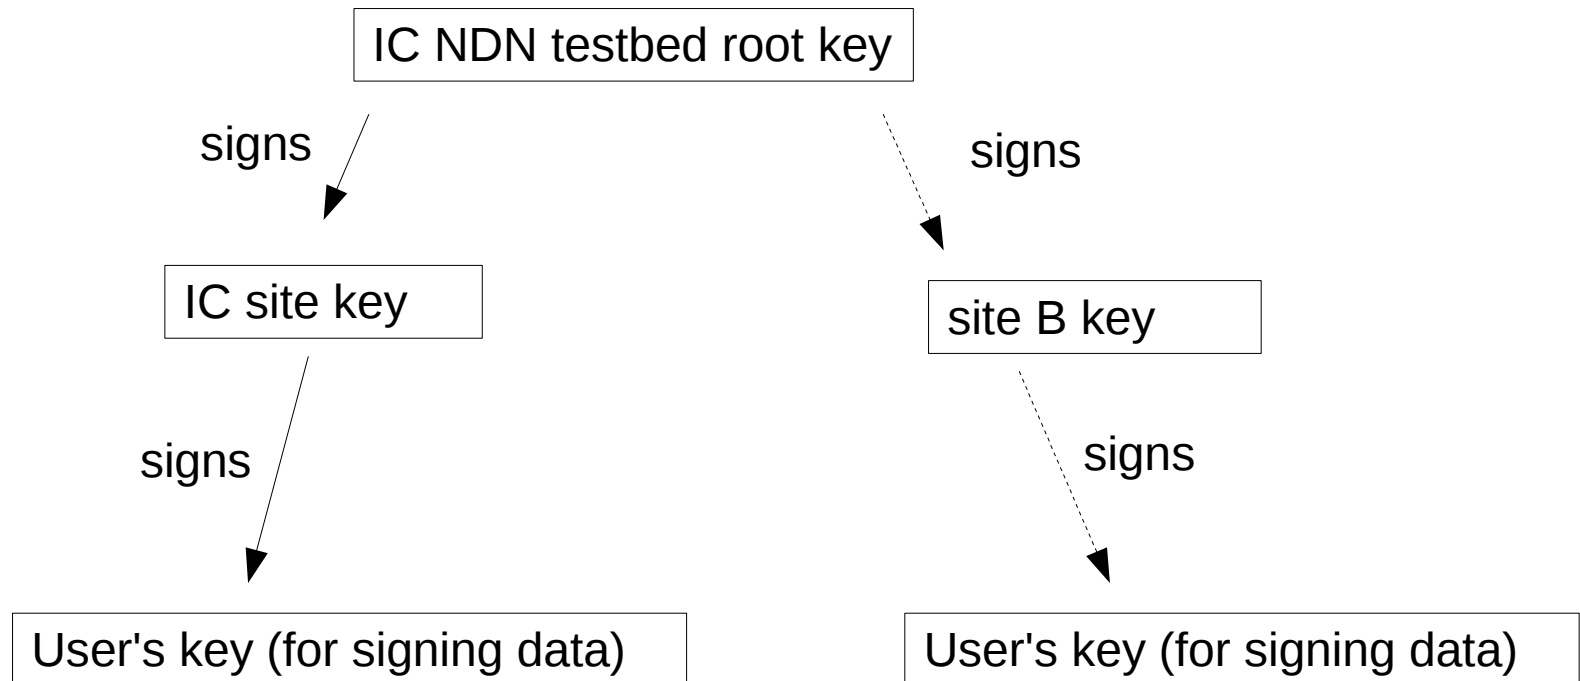 IC NDN testbed root key
signs
signs
IC site key
site B key
signs
signs
User's key (for signing data)
User's key (for signing data)